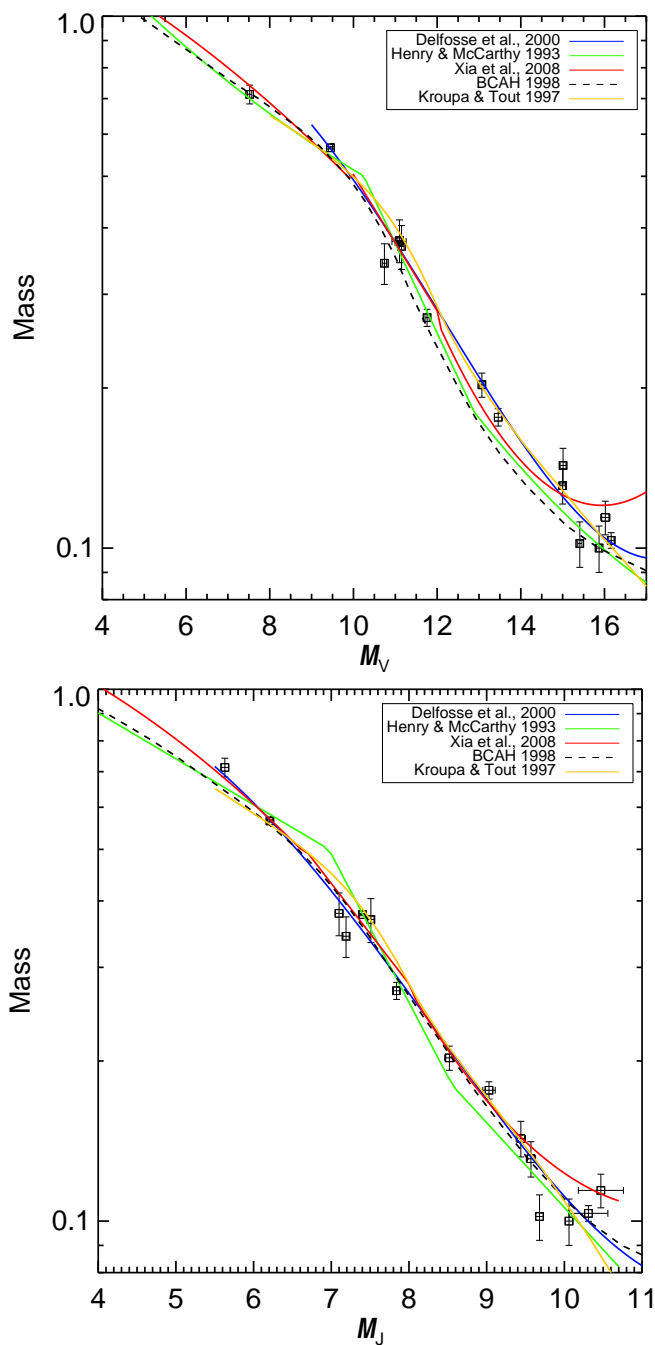 1.0
Delfosse et al., 2000
Henry & McCarthy 1993
Xia et al., 2008
BCAH 1998
Kroupa & Tout 1997
Mass
0.1
4 6 8 10 12 14 16
M_V
1.0
Delfosse et al., 2000
Henry & McCarthy 1993
Xia et al., 2008
BCAH 1998
Kroupa & Tout 1997
Mass
0.1
4 5 6 7 8 9 10 11
M_J